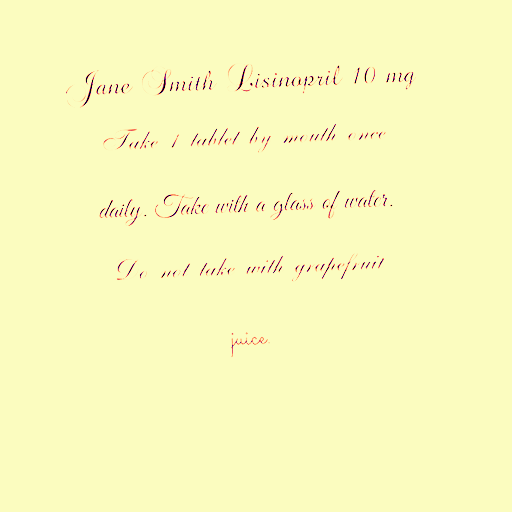 Jane Smith Lisinopril 10 mg
Take 1 tablet by mouth once
daily. Take with a glass of water.
Do not take with grapefruit
juice.